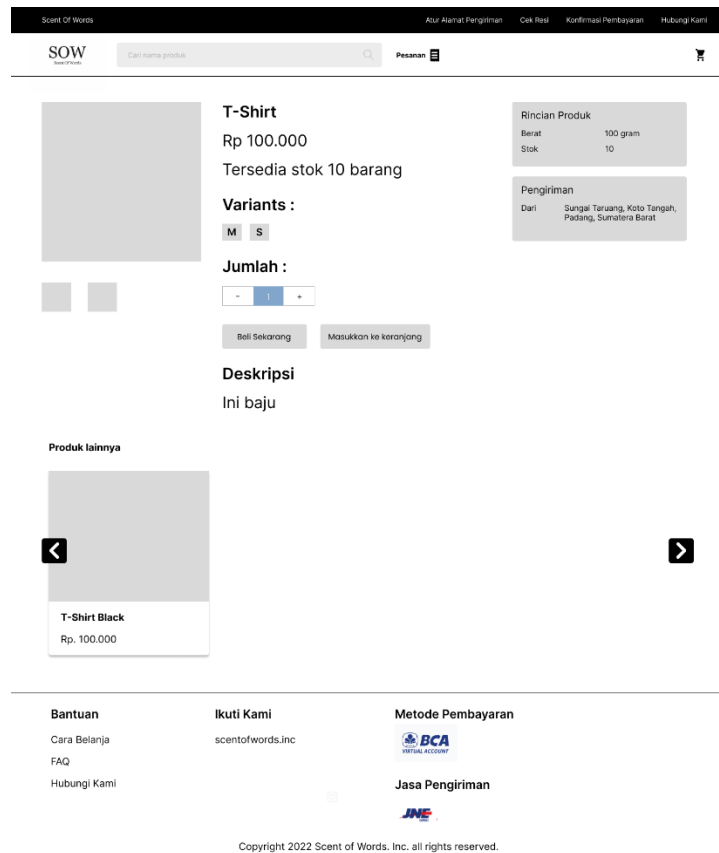 Scent Of Words
Atur Alamat Pengiriman
Cek Resi
Konfirmasi Pembayaran
Hubungi Kami
SOW
Scent Of Words
Cari nama produk
Pesanan
T-Shirt
Rp 100.000
Tersedia stok 10 barang
Variants :
M S
Jumlah :
- 1 +
Beli Sekarang
Masukkan ke keranjang
Deskripsi
Ini baju
Rincian Produk
Berat 100 gram
Stok 10
Pengiriman
Dari Sungai Taruang, Koto Tangah,
Padang, Sumatera Barat
Produk lainnya
T-Shirt Black
Rp. 100.000
Bantuan
Cara Belanja
FAQ
Hubungi Kami
Ikuti Kami
scentofwords.inc
Metode Pembayaran
BCA
VIRTUAL ACCOUNT
Jasa Pengiriman
JNE
Copyright 2022 Scent of Words. Inc. all rights reserved.